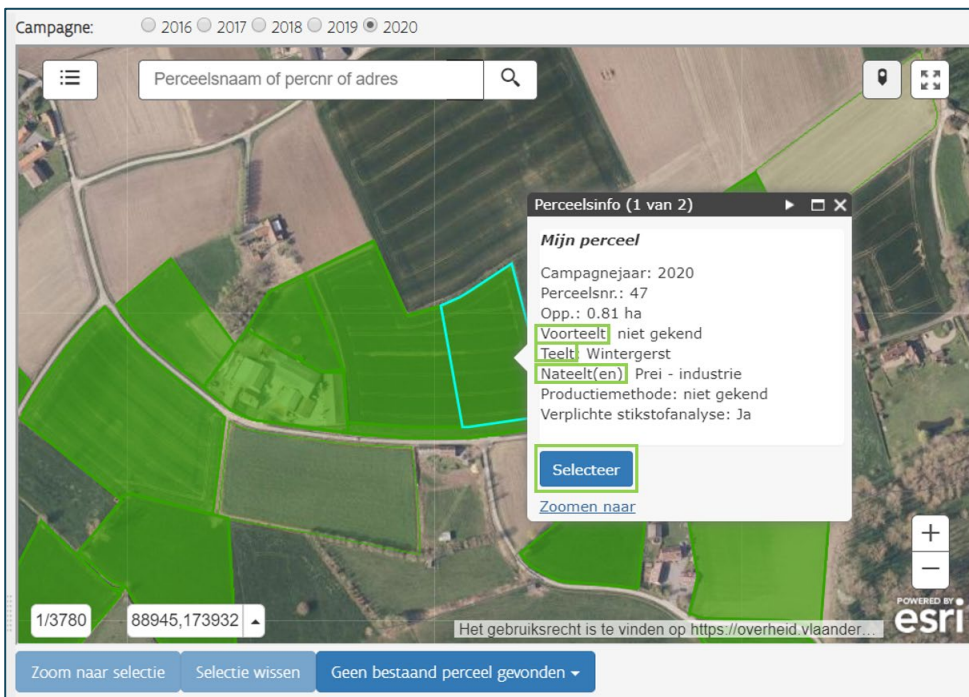 Campagne: 2016 2017 2018 2019 2020
Perceelsnaam of percnr of adres
Perceelsinfo (1 van 2)
Mijn perceel
Campagnejaar: 2020
Perceelsnr.: 47
Opp.: 0.81 ha
Voorteelt: niet gekend
Teelt: Wintergerst
Nateelt(en): Prei - industrie
Productiemethode: niet gekend
Verplichte stikstofanalyse: Ja
Selecteer
Zoomen naar
+
−
1/3780
88945,173932
Het gebruiksrecht is te vinden op https://overheid.vlaander...
POWERED BY
esri
Zoom naar selectie
Selectie wissen
Geen bestaand perceel gevonden